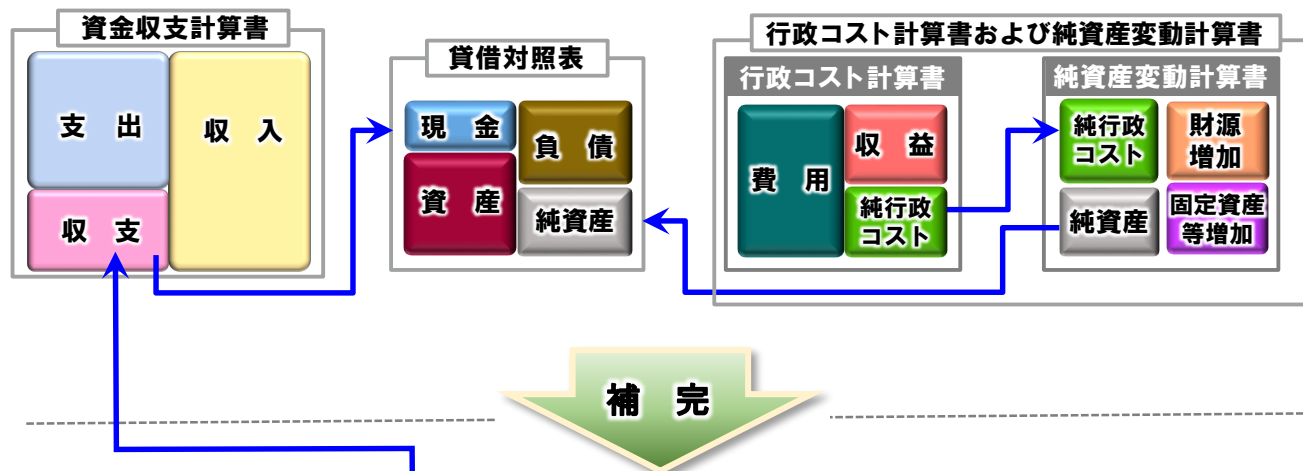 資金収支計算書
支出
収入
収支
貸借対照表
現金
負債
資産
純資産
行政コスト計算書および純資産変動計算書
行政コスト計算書
費用
収益
純行政
コスト
純資産変動計算書
純行政
コスト
財源
増加
純資産
固定資産
等増加
補完